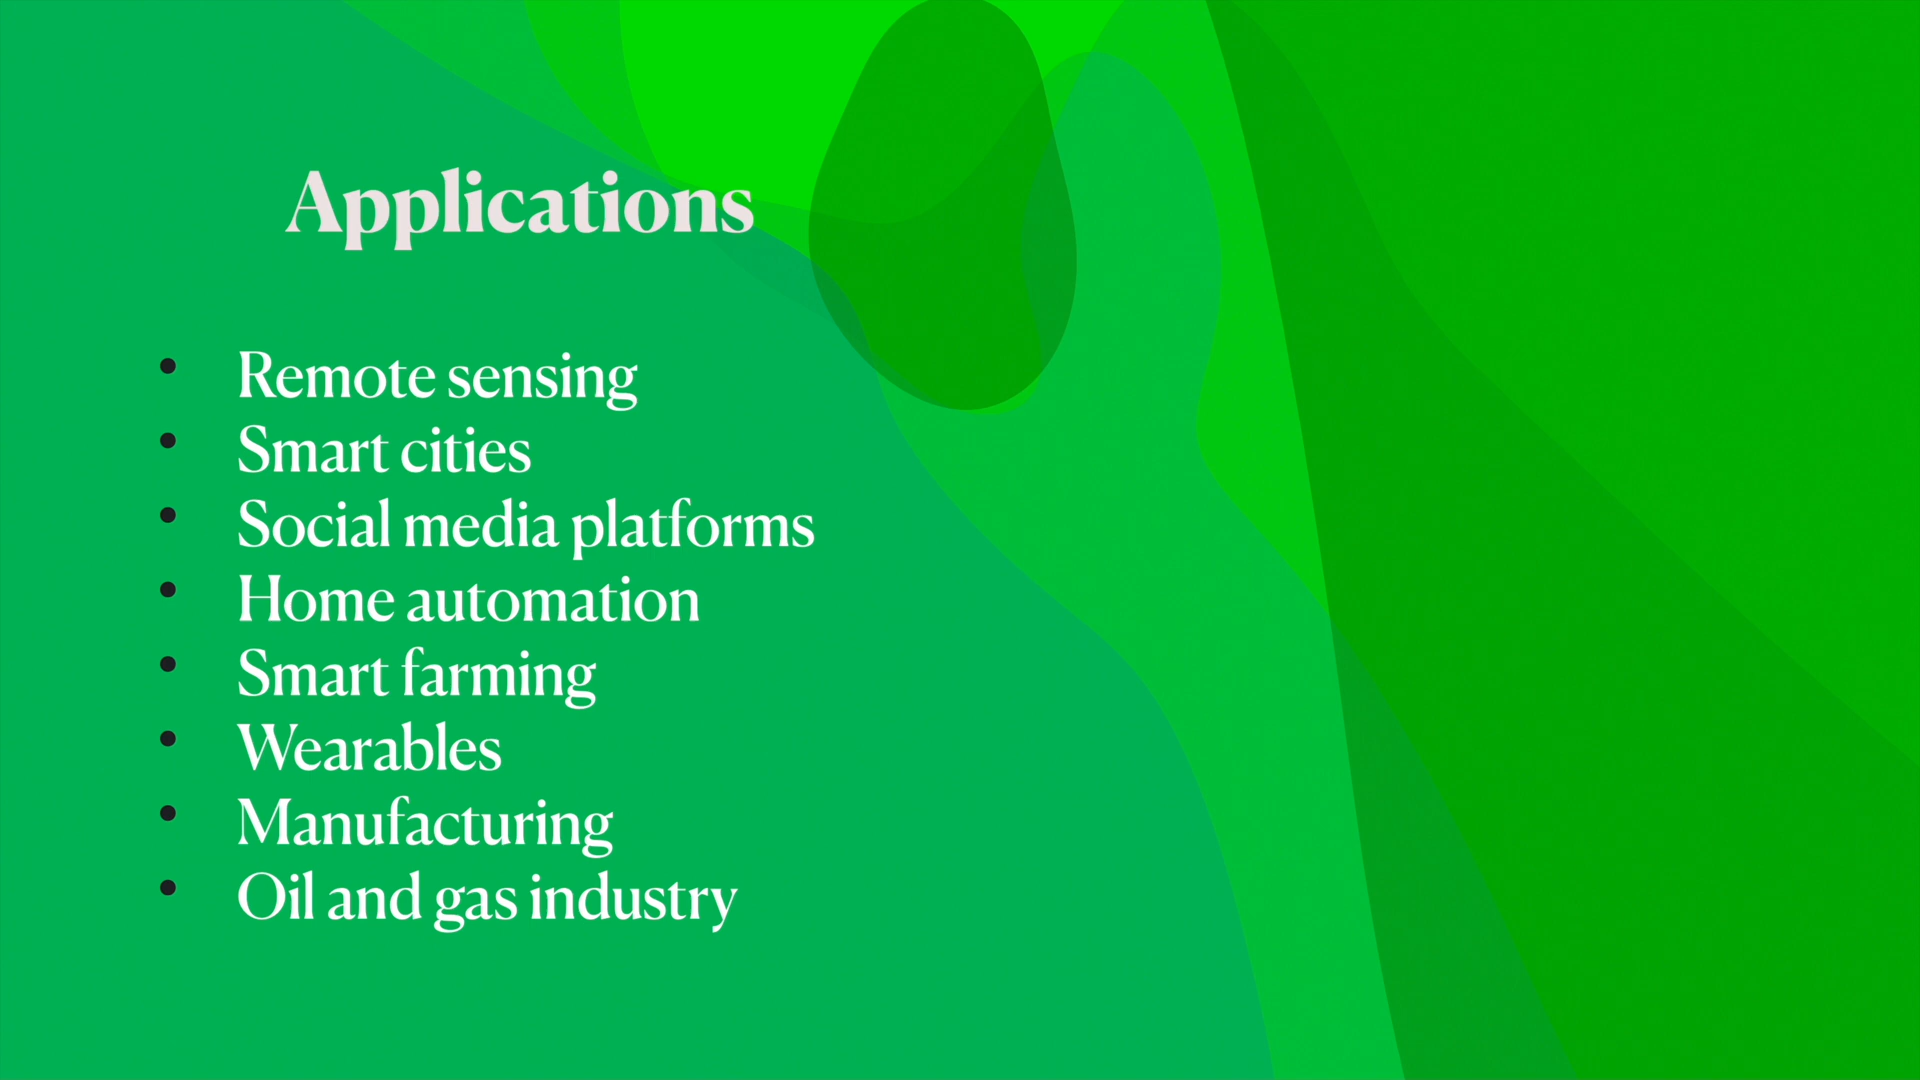 Applications
• Remote sensing
• Smart cities
• Social media platforms
• Home automation
• Smart farming
• Wearables
• Manufacturing
• Oil and gas industry